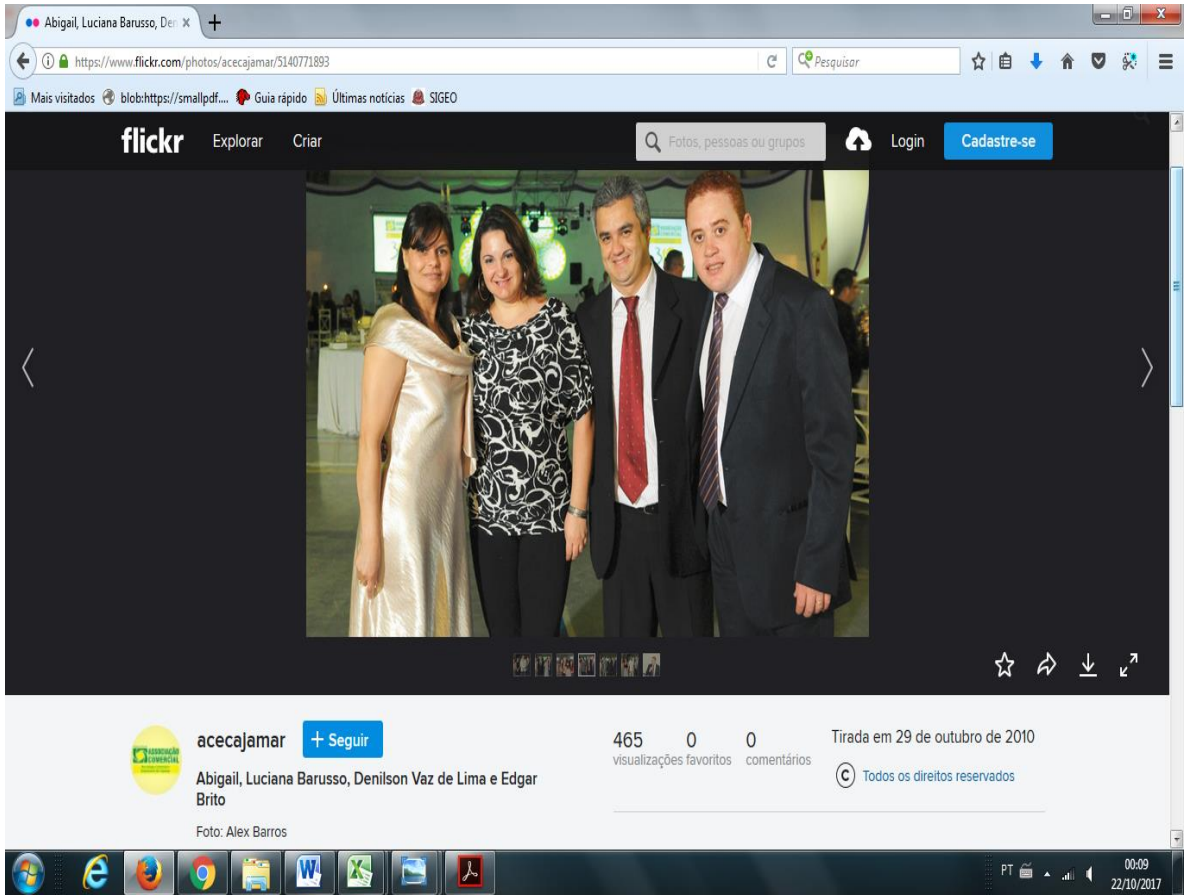 Abigail, Luciana Barusso, Den
https://www.flickr.com/photos/acecajamar/5140771893
Pesquisar
Mais visitados blob:https://smallpdf.... Guia rápido Últimas notícias SIGEO
flickr Explorar Criar Fotos, pessoas ou grupos Login Cadastre-se
ASSOCIAÇÃO
COMERCIAL
acecajamar + Seguir
465 0 0
visualizações favoritos comentários
Tirada em 29 de outubro de 2010
Todos os direitos reservados
Abigail, Luciana Barusso, Denilson Vaz de Lima e Edgar
Brito
Foto: Alex Barros
PT 00:09
22/10/2017